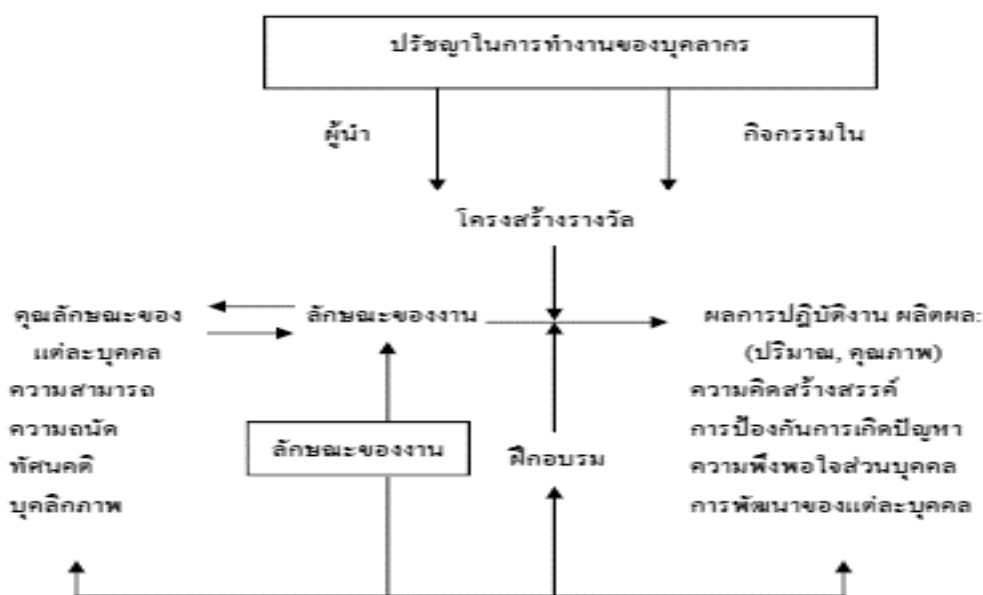 ปรัชญาในการทำงานของบุคลากร
ผู้นำ
กิจกรรมใน
โครงสร้างรางวัล
คุณลักษณะของ
แต่ละบุคคล
ความสามารถ
ความถนัด
ทัศนคติ
บุคลิกภาพ
ลักษณะของงาน
ลักษณะของงาน
ฝึกอบรม
ผลการปฏิบัติงาน ผลิตผล:
(ปริมาณ, คุณภาพ)
ความคิดสร้างสรรค์
การป้องกันการเกิดปัญหา
ความพึงพอใจส่วนบุคคล
การพัฒนาของแต่ละบุคคล